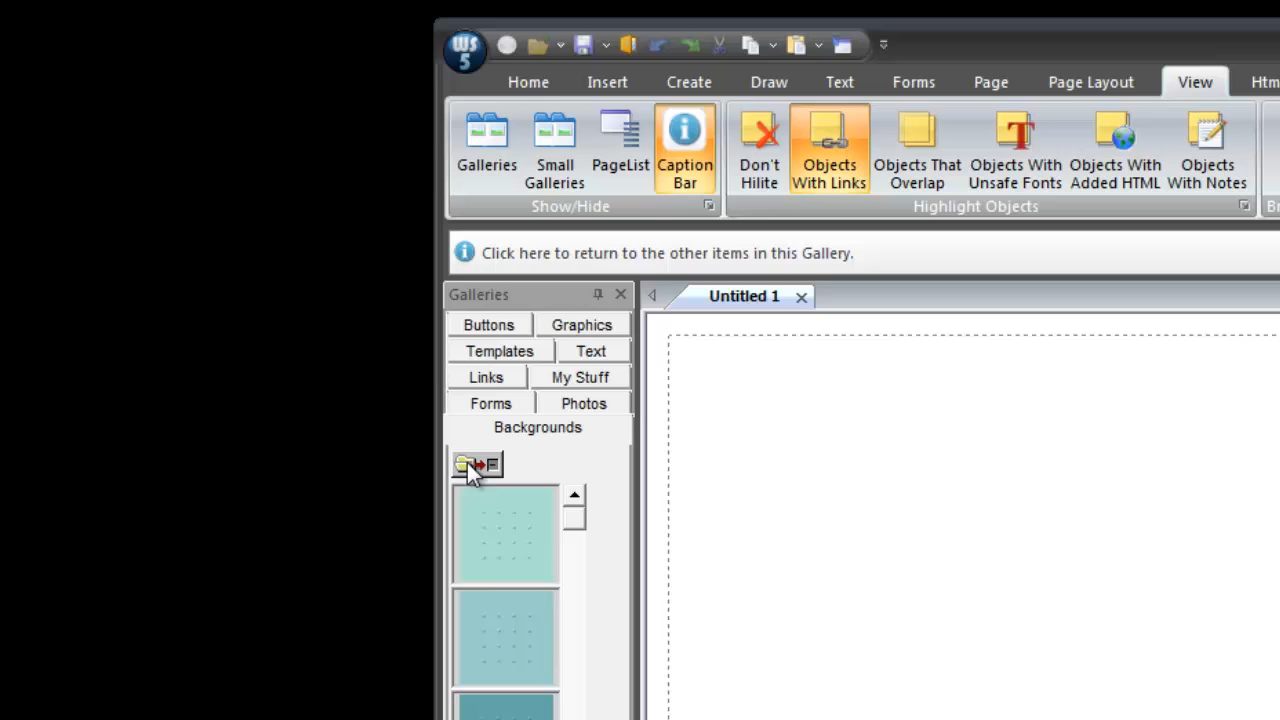 WS
5
Home Insert Create Draw Text Forms Page Page Layout View Htm
Galleries Small Galleries PageList Caption Bar Don't Hilite Objects With Links Objects That Overlap Objects With Unsafe Fonts Objects With Added HTML Objects With Notes
Show/Hide Highlight Objects Br
Click here to return to the other items in this Gallery.
Galleries Untitled 1
Buttons Graphics
Templates Text
Links My Stuff
Forms Photos
Backgrounds